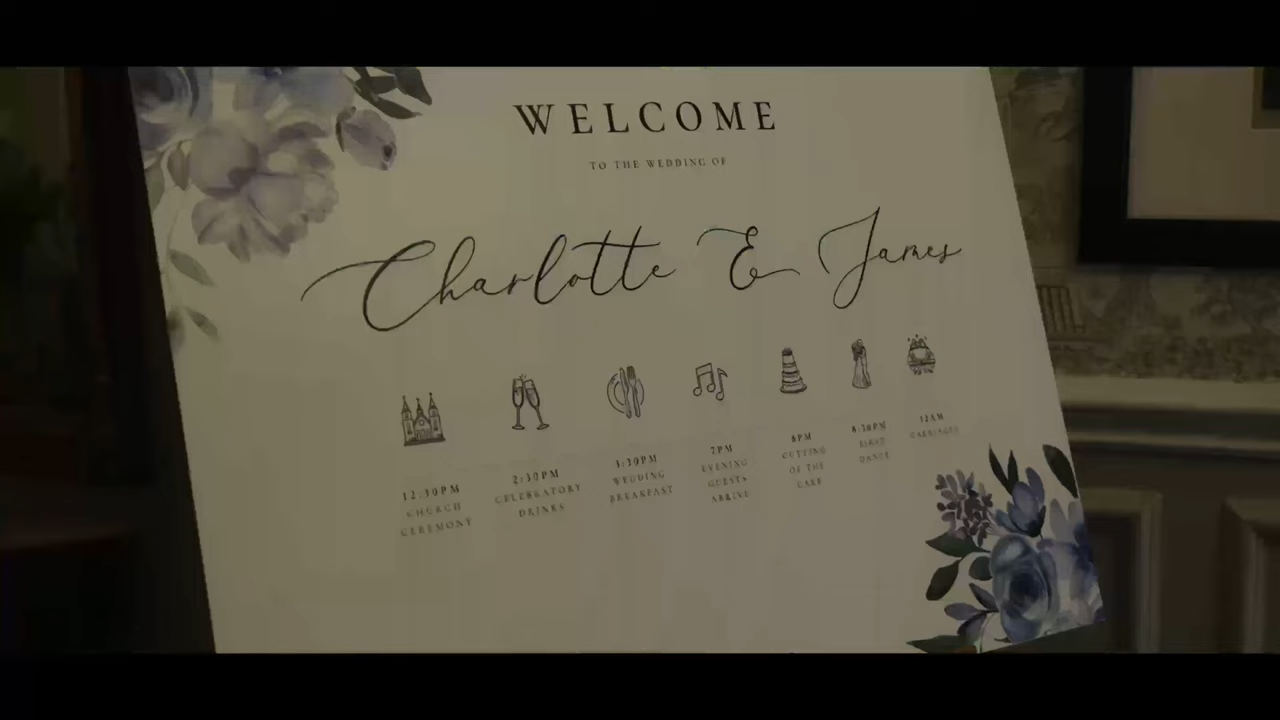 WELCOME
TO THE WEDDING OF
Charlotte & James
12:30PM
CHURCH
CEREMONY
2:30PM
CELEBRATORY
DRINKS
3:30PM
WEDDING
BREAKFAST
7PM
EVENING
GUESTS
ARRIVE
8PM
CUTTING
OF THE
CAKE
8:30PM
FIRST
DANCE
12AM
CARRIAGES